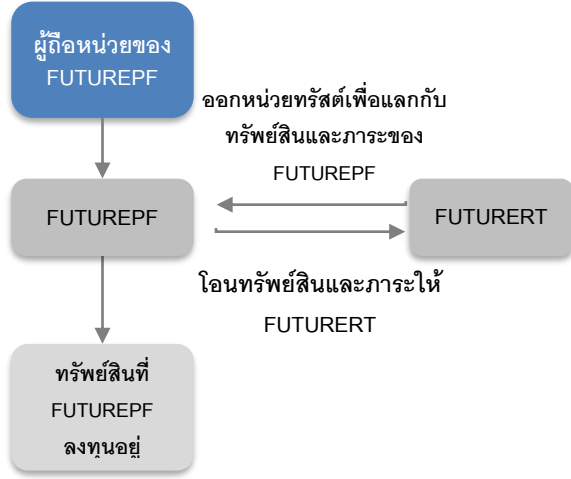 ผู้ถือหน่วยของ
FUTUREPF
ออกหน่วยทรัสต์เพื่อแลกกับ
ทรัพย์สินและภาระของ
FUTUREPF
FUTUREPF
FUTURERT
โอนทรัพย์สินและภาระให้
FUTURERT
ทรัพย์สินที่
FUTUREPF
ลงทุนอยู่